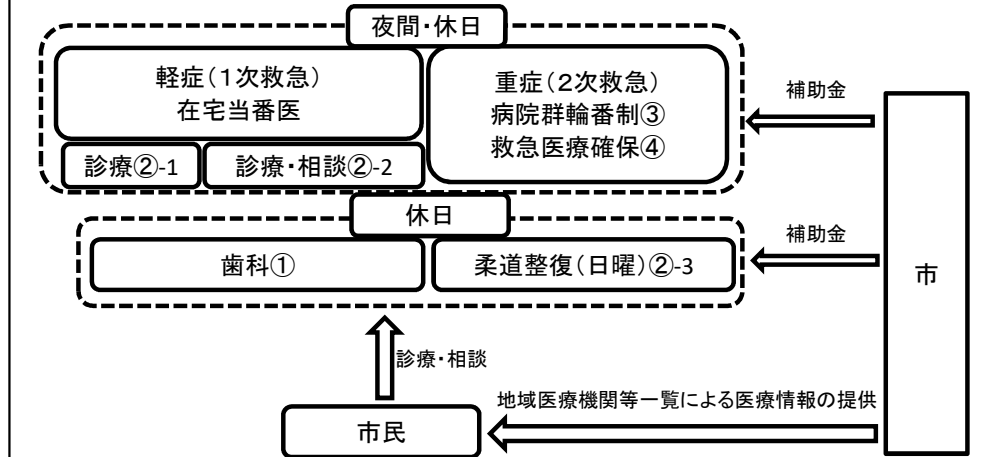 夜間・休日
軽症(１次救急)
在宅当番医
重症(２次救急)
病院群輪番制③
救急医療確保④
診療②-1
診療・相談②-2
補助金
休日
歯科①
柔道整復(日曜)②-3
補助金
市
診療・相談
地域医療機関等一覧による医療情報の提供
市民